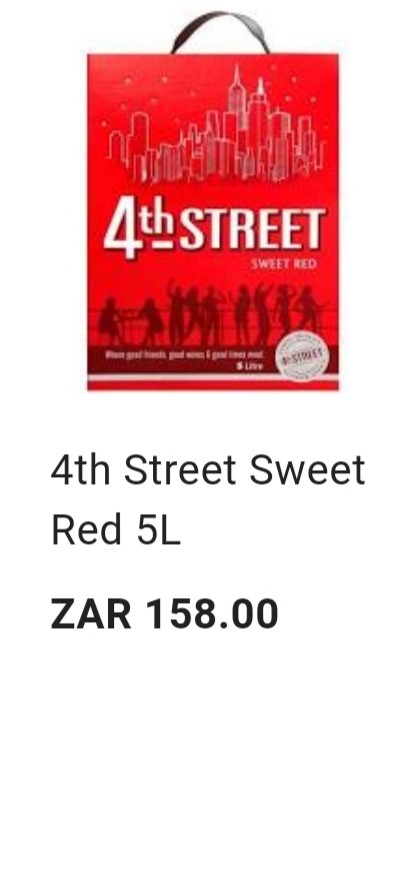 4th STREET
SWEET RED
Where good friends, good wines & good times meet.
5 Litre
4th STREET
4th Street Sweet
Red 5L
ZAR 158.00